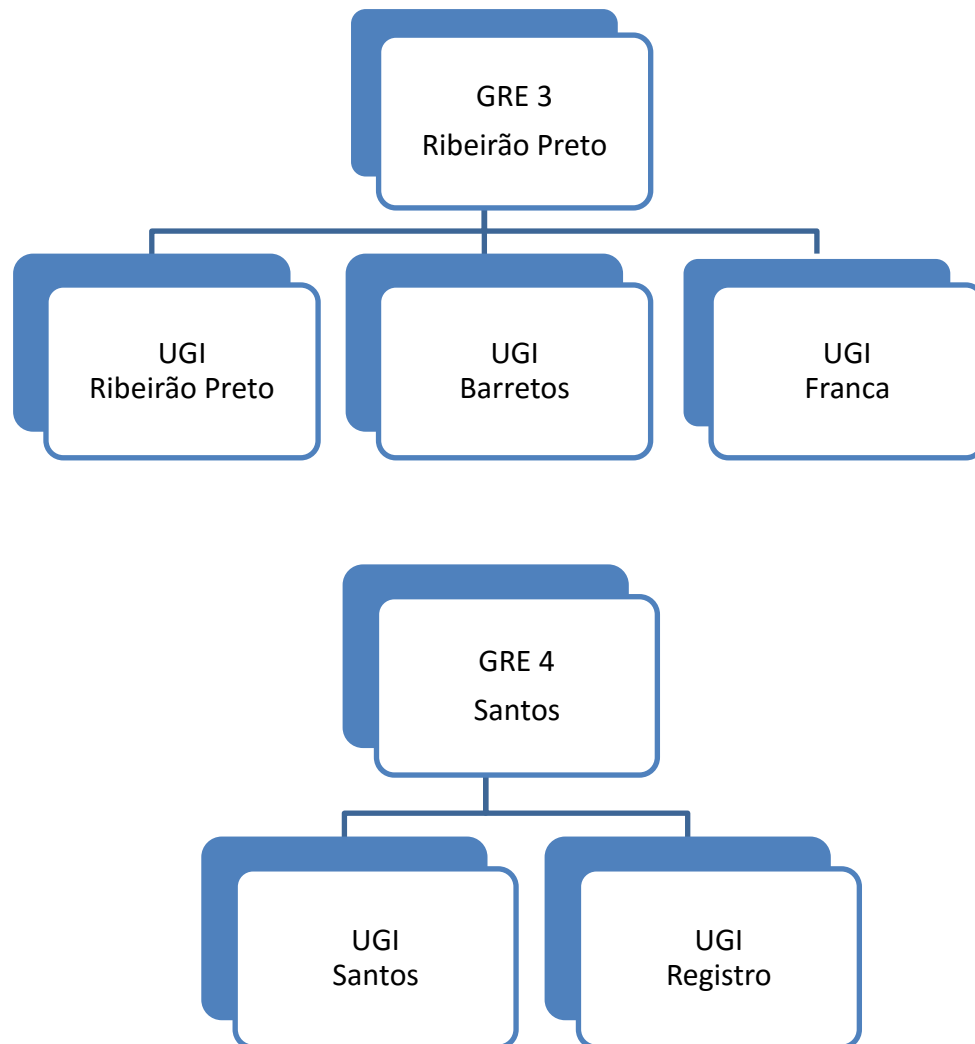 GRE 3
Ribeirão Preto
UGI
Ribeirão Preto
UGI
Barretos
UGI
Franca
GRE 4
Santos
UGI
Santos
UGI
Registro